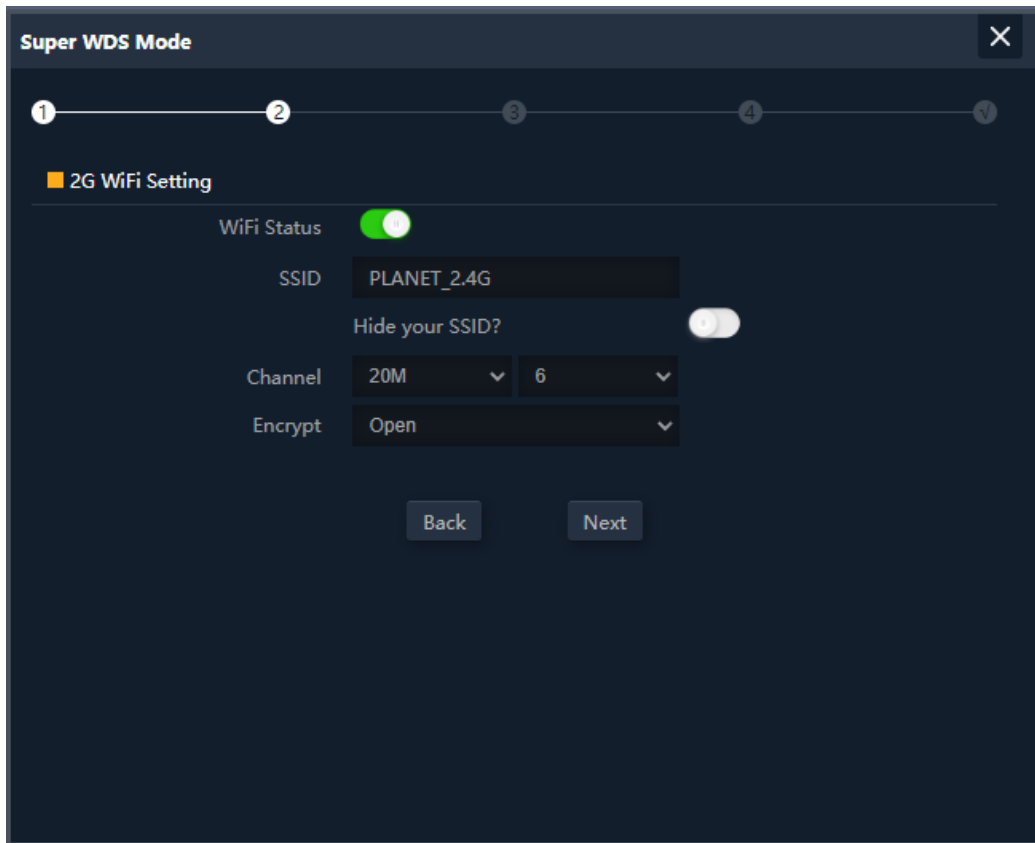 Super WDS Mode
1 2 3 4 √
2G WiFi Setting
WiFi Status
SSID PLANET_2.4G
Hide your SSID?
Channel 20M 6
Encrypt Open
Back Next